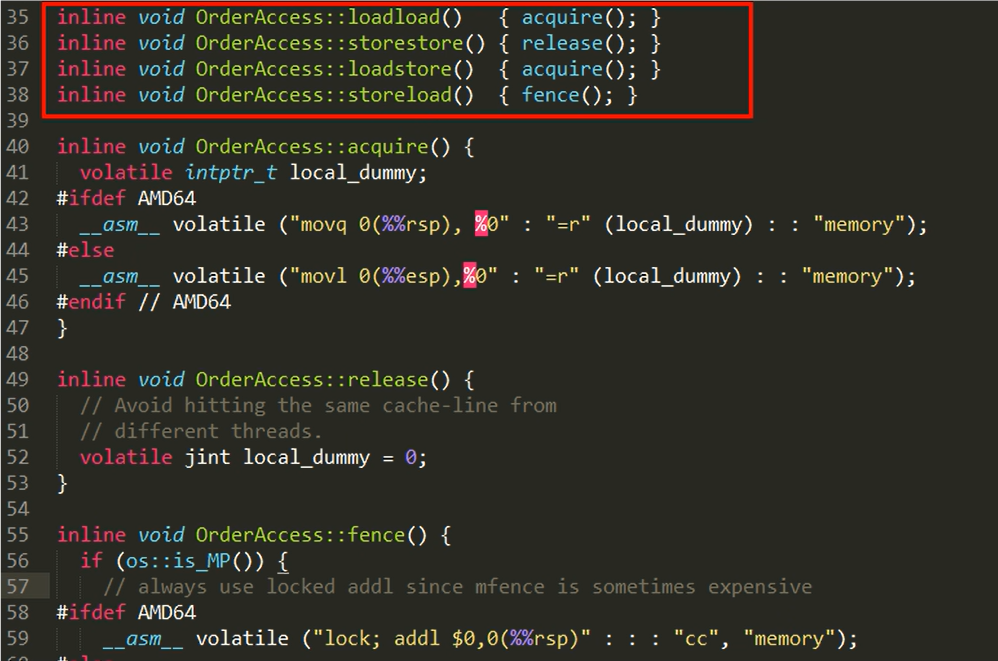 35 inline void OrderAccess::loadload()   { acquire(); }
36 inline void OrderAccess::storestore() { release(); }
37 inline void OrderAccess::loadstore()  { acquire(); }
38 inline void OrderAccess::storeload()  { fence(); }
39
40 inline void OrderAccess::acquire() {
41   volatile intptr_t local_dummy;
42 #ifdef AMD64
43   __asm__ volatile ("movq 0(%%rsp), %0" : "=r" (local_dummy) : : "memory");
44 #else
45   __asm__ volatile ("movl 0(%%esp),%0" : "=r" (local_dummy) : : "memory");
46 #endif // AMD64
47 }
48
49 inline void OrderAccess::release() {
50   // Avoid hitting the same cache-line from
51   // different threads.
52   volatile jint local_dummy = 0;
53 }
54
55 inline void OrderAccess::fence() {
56   if (os::is_MP()) {
57     // always use locked addl since mfence is sometimes expensive
58 #ifdef AMD64
59     __asm__ volatile ("lock; addl $0,0(%%rsp)" : : : "cc", "memory");
60 #else